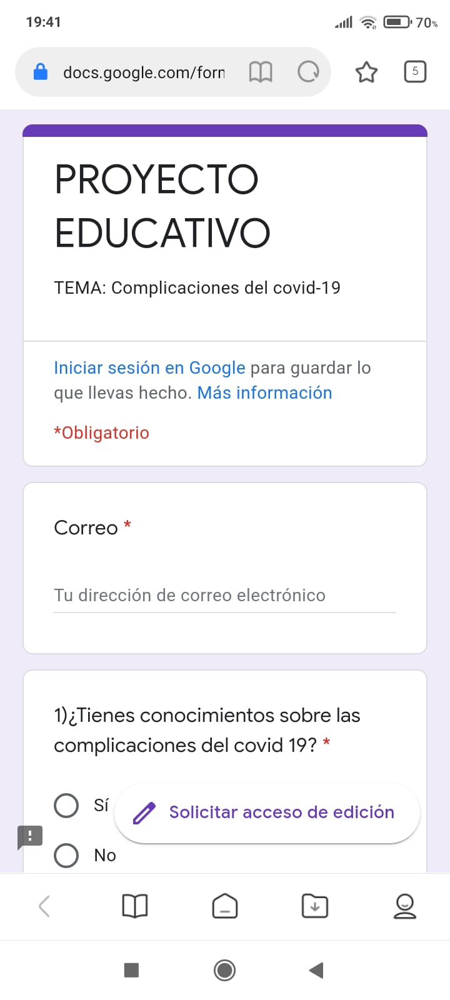 19:41
70%
docs.google.com/forn
5
PROYECTO
EDUCATIVO
TEMA: Complicaciones del covid-19
Iniciar sesión en Google para guardar lo
que llevas hecho. Más información
*Obligatorio
Correo *
Tu dirección de correo electrónico
1)¿Tienes conocimientos sobre las
complicaciones del covid 19? *
Sí
Solicitar acceso de edición
No